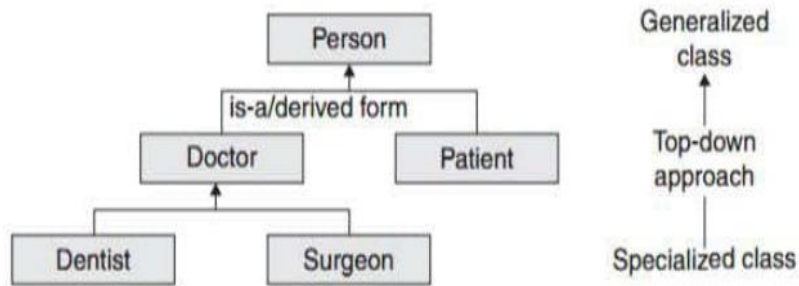 Person
is-a/derived form
Doctor
Patient
Dentist
Surgeon
Generalized
class
Top-down
approach
Specialized class